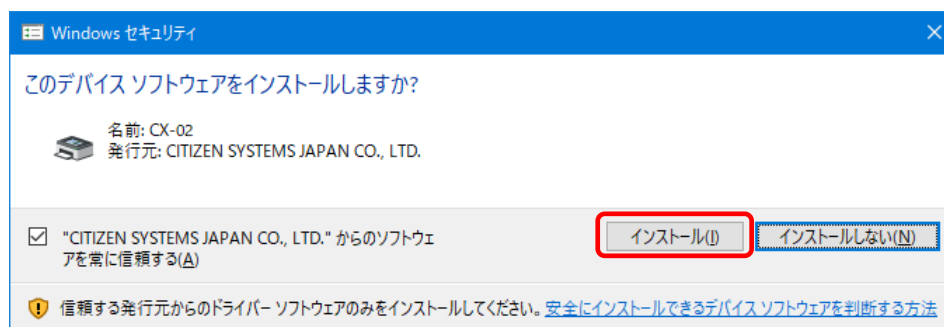 Windows セキュリティ
このデバイス ソフトウェアをインストールしますか?
名前: CX-02
発行元: CITIZEN SYSTEMS JAPAN CO., LTD.
"CITIZEN SYSTEMS JAPAN CO., LTD." からのソフトウェ
アを常に信頼する(A)
インストール(I)
インストールしない(N)
信頼する発行元からのドライバー ソフトウェアのみをインストールしてください。安全にインストールできるデバイス ソフトウェアを判断する方法